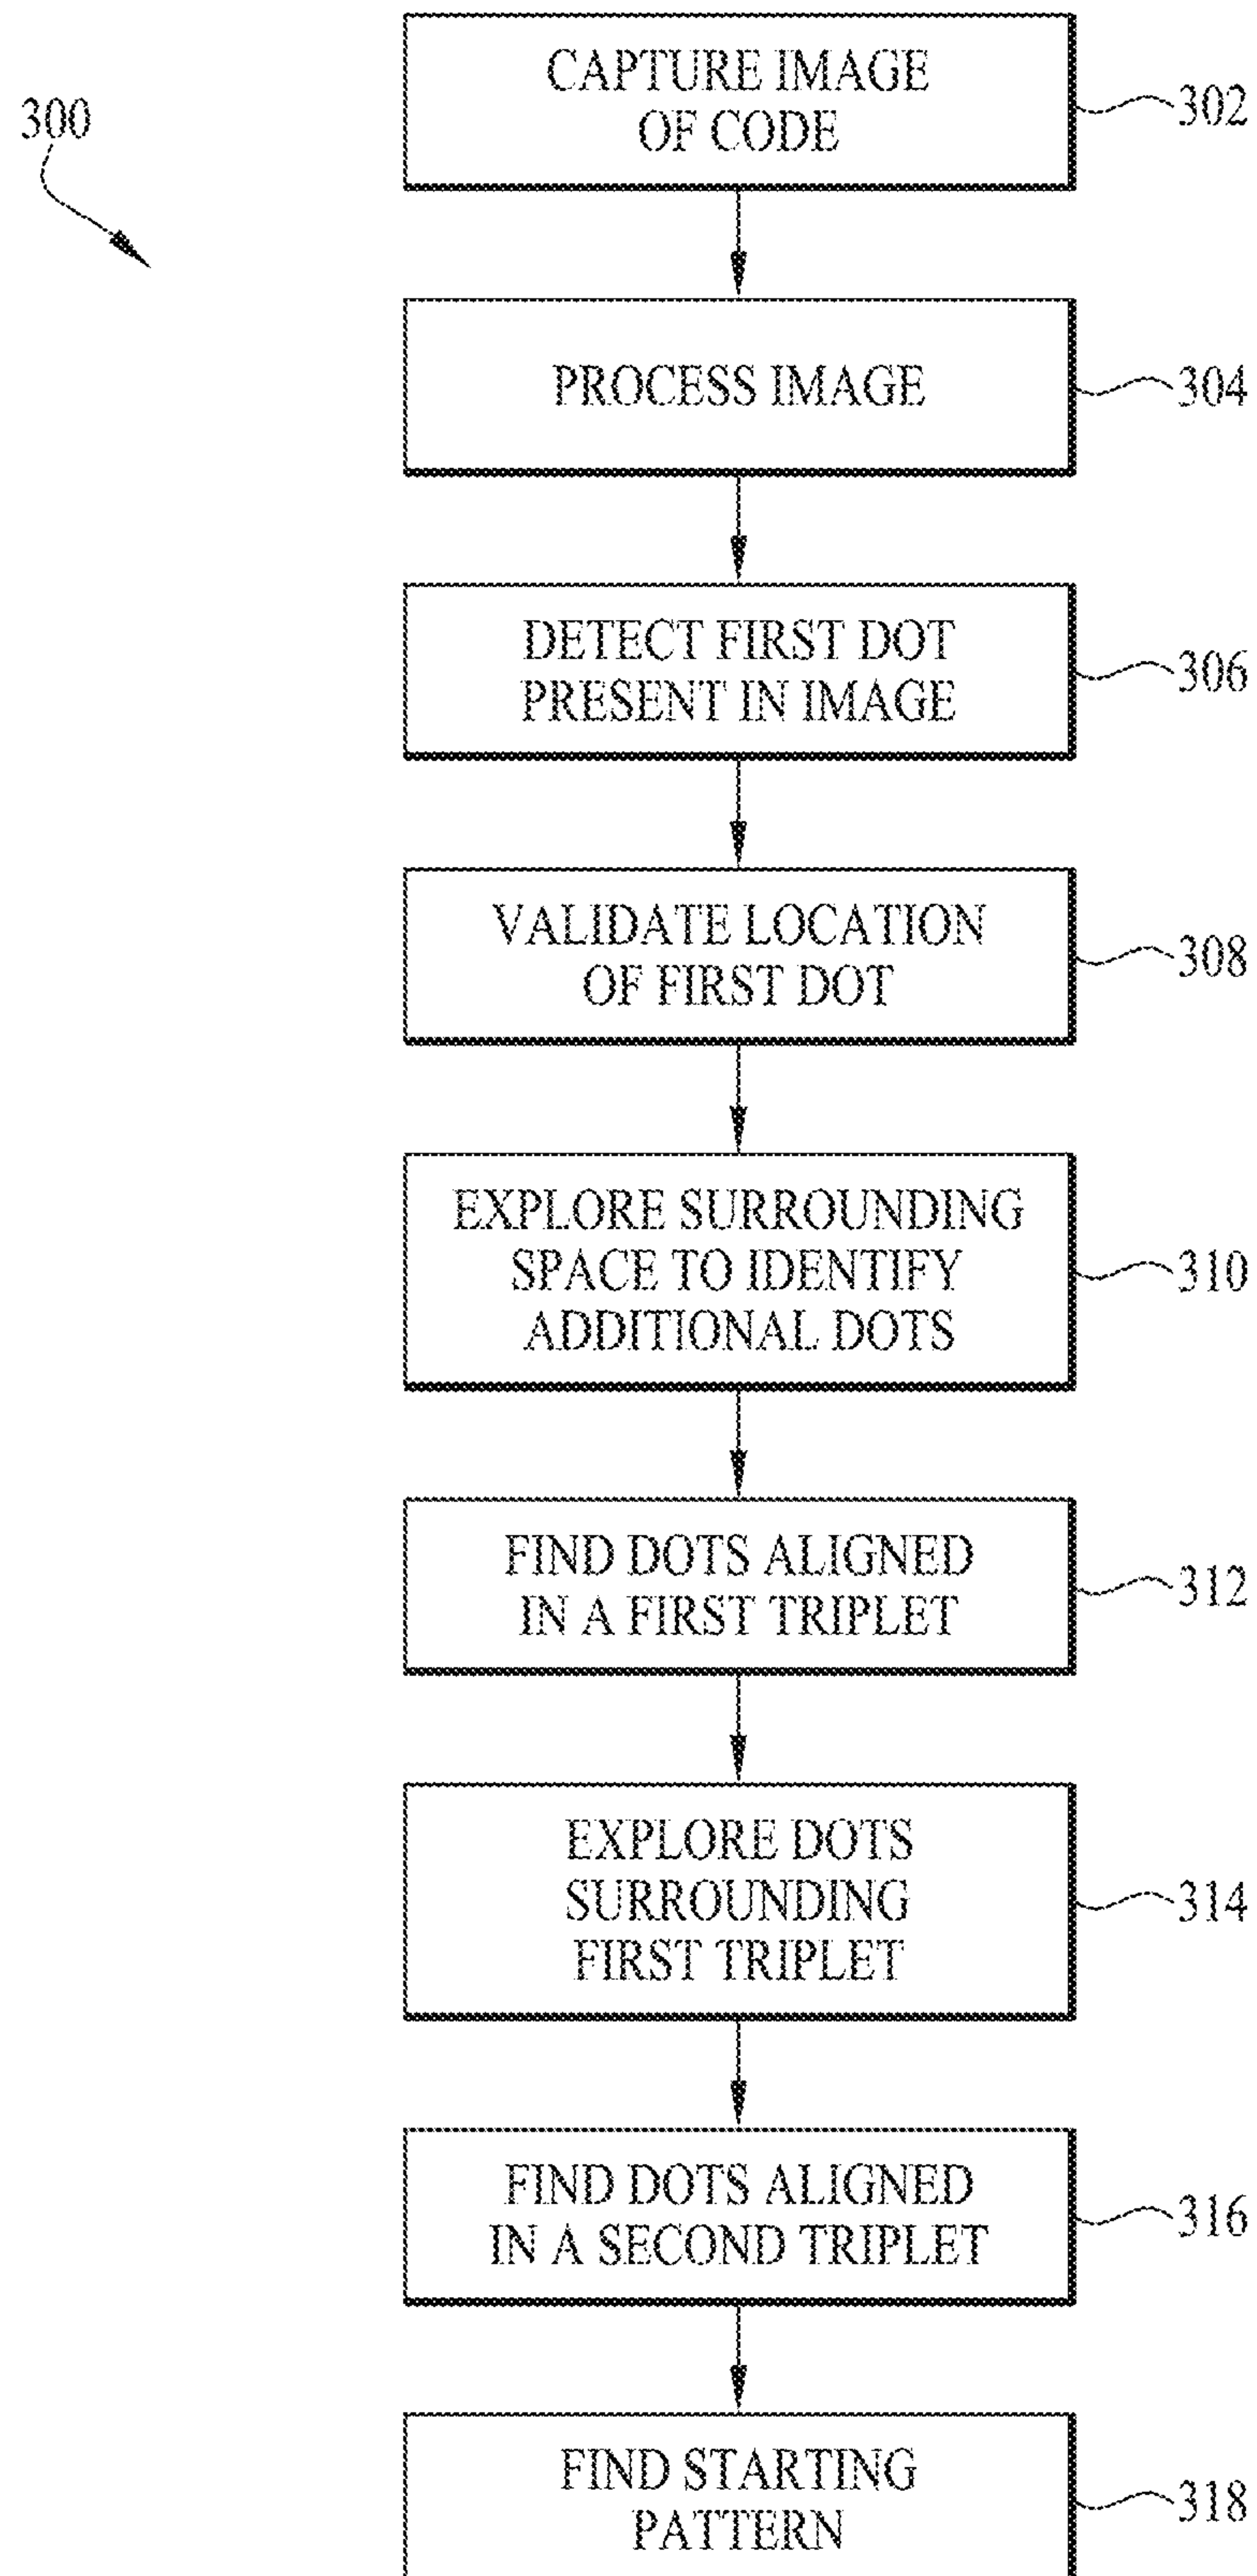 300
CAPTURE IMAGE
OF CODE
302
PROCESS IMAGE
304
DETECT FIRST DOT
PRESENT IN IMAGE
306
VALIDATE LOCATION
OF FIRST DOT
308
EXPLORE SURROUNDING
SPACE TO IDENTIFY
ADDITIONAL DOTS
310
FIND DOTS ALIGNED
IN A FIRST TRIPLET
312
EXPLORE DOTS
SURROUNDING
FIRST TRIPLET
314
FIND DOTS ALIGNED
IN A SECOND TRIPLET
316
FIND STARTING
PATTERN
318